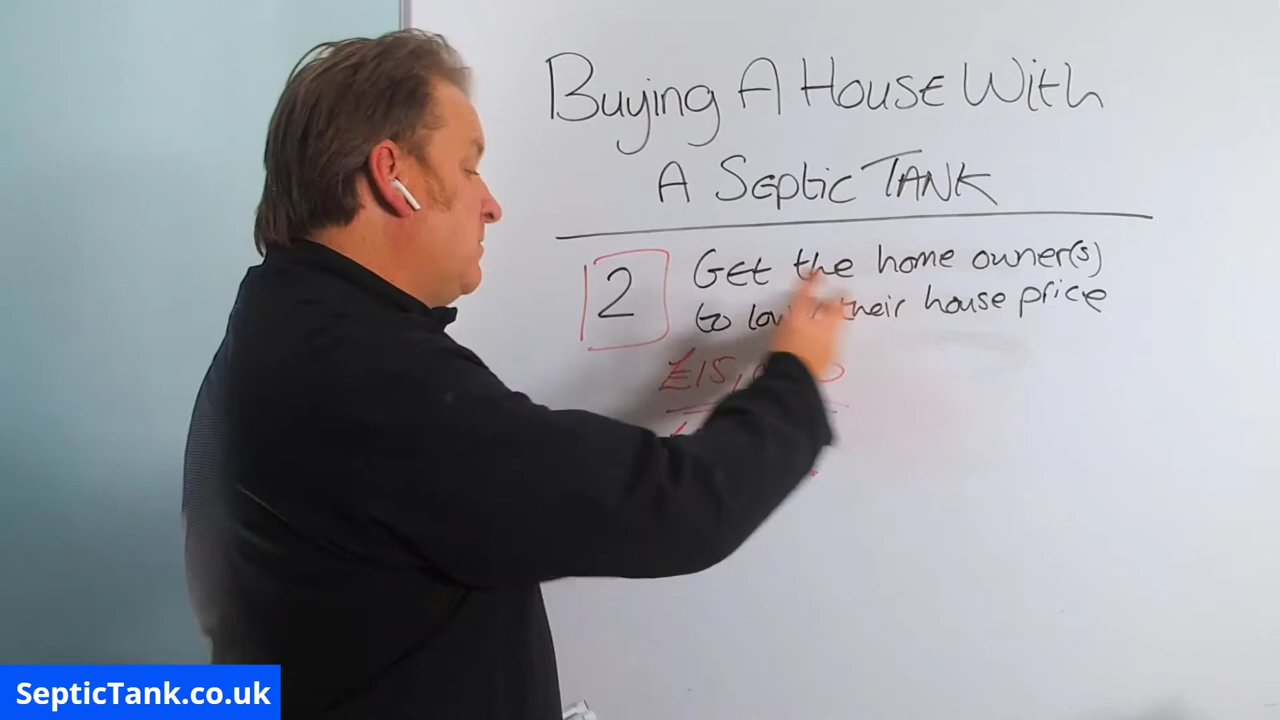 Buying A House With
A Septic TANK
2 Get the home owner(s)
to their house price
SepticTank.co.uk